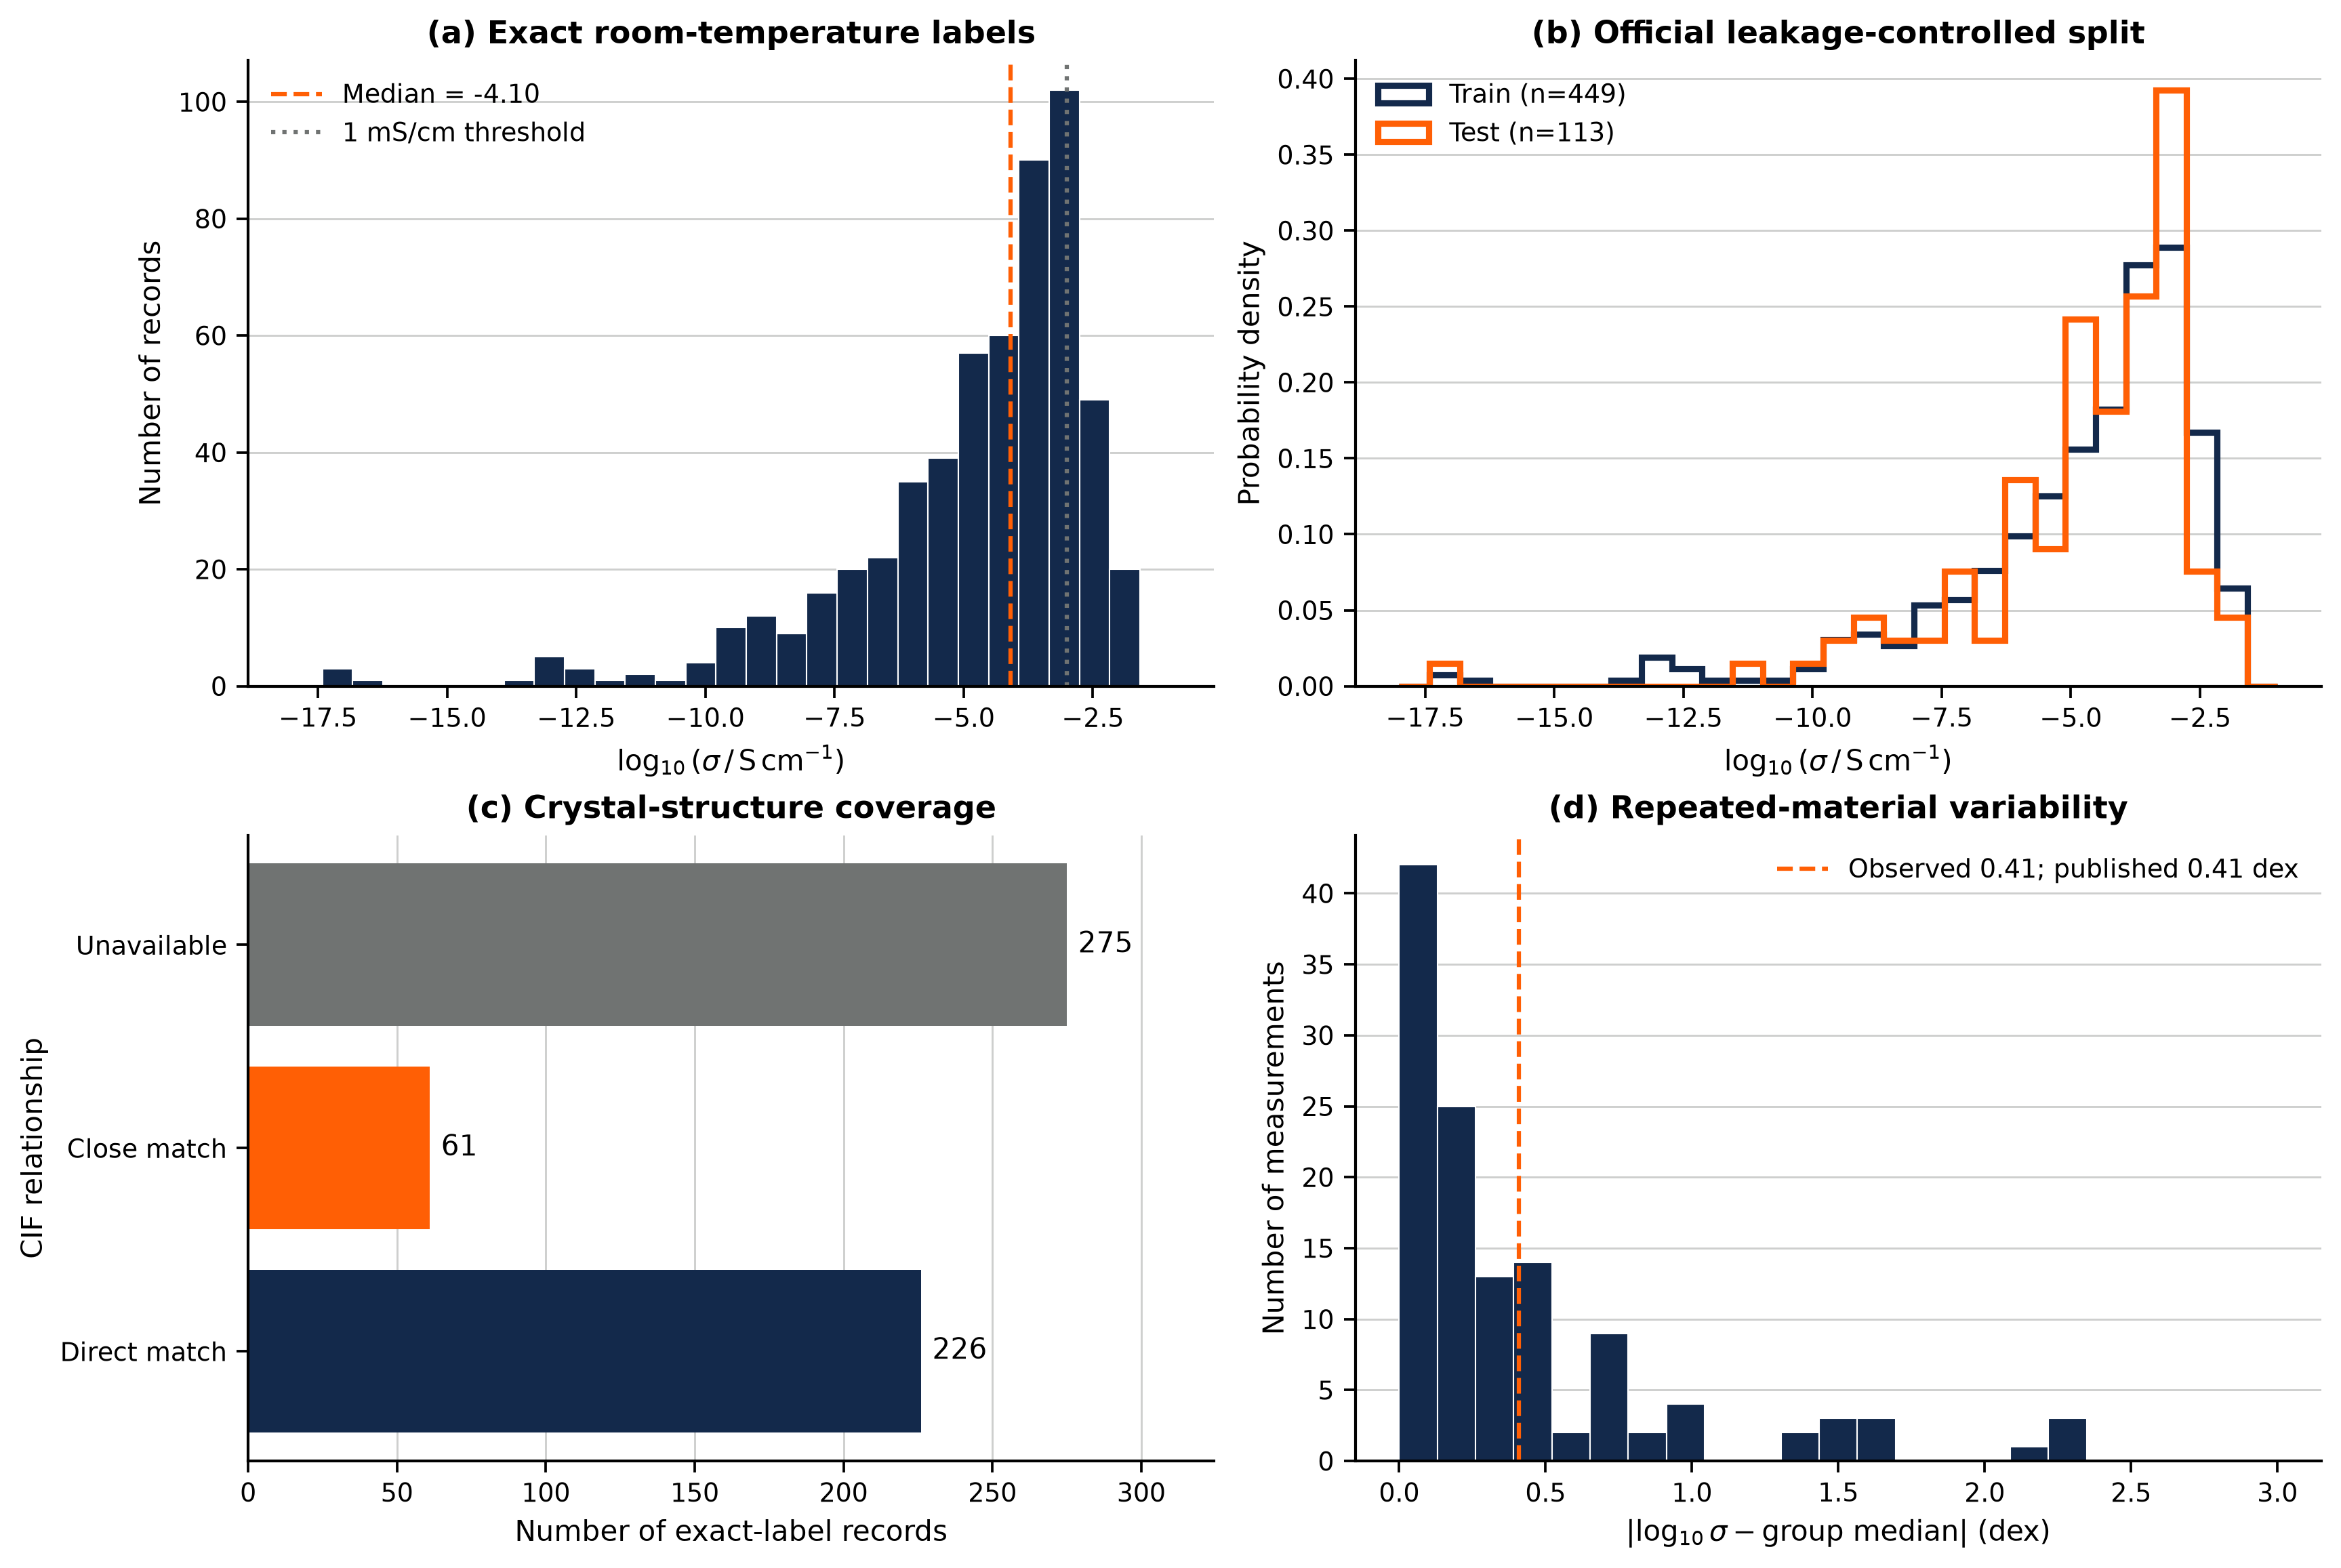 (a) Exact room-temperature labels
Median = -4.10
1 mS/cm threshold
Number of records
100
80
60
40
20
0
−17.5 −15.0 −12.5 −10.0 −7.5 −5.0 −2.5
log₁₀ (σ / S cm⁻¹)
(b) Official leakage-controlled split
Train (n=449)
Test (n=113)
Probability density
0.40
0.35
0.30
0.25
0.20
0.15
0.10
0.05
0.00
−17.5 −15.0 −12.5 −10.0 −7.5 −5.0 −2.5
log₁₀ (σ / S cm⁻¹)
(c) Crystal-structure coverage
CIF relationship
Unavailable
275
Close match
61
Direct match
226
0 50 100 150 200 250 300
Number of exact-label records
(d) Repeated-material variability
Observed 0.41; published 0.41 dex
Number of measurements
40
35
30
25
20
15
10
5
0
0.0 0.5 1.0 1.5 2.0 2.5 3.0
|log₁₀ σ − group median| (dex)